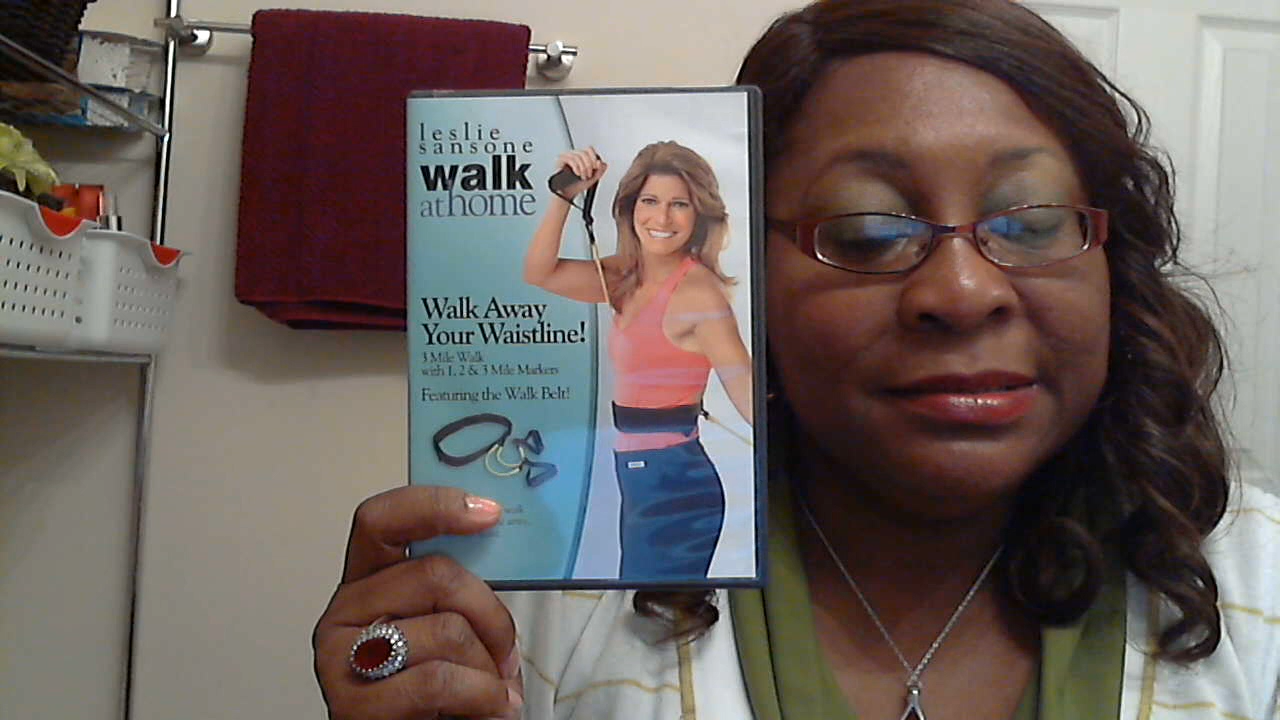 leslie
sansone
walk
at home
Walk Away
Your Waistline!
3 Mile Walk
with 1, 2 & 3 Mile Markers
Featuring the Walk Belt!
walk